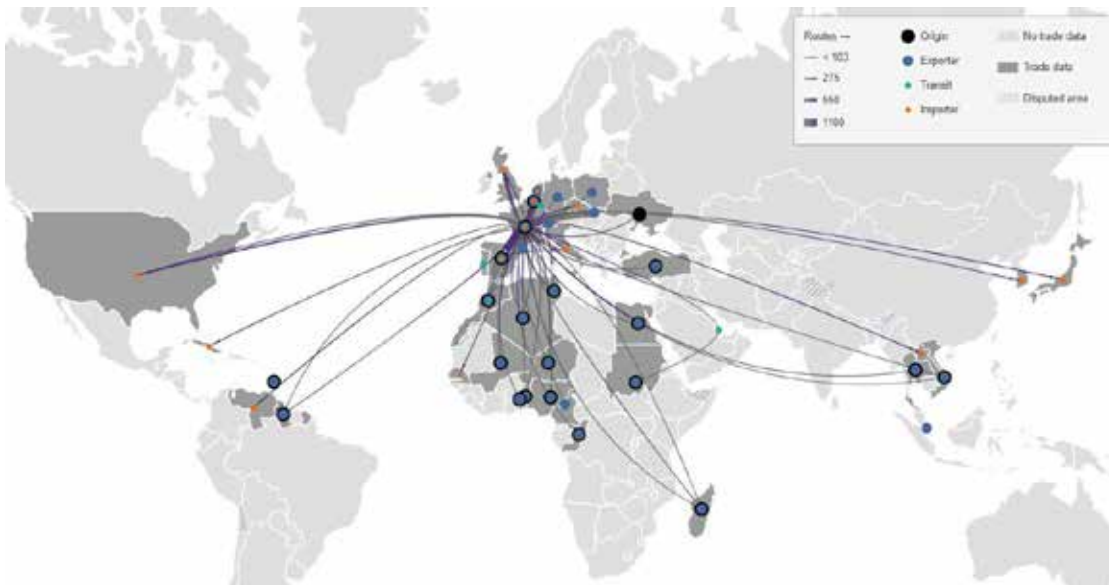 Routes —
< 103
275
550
1100
Origin
Exporter
Transit
Importer
No trade data
Trade data
Disputed area